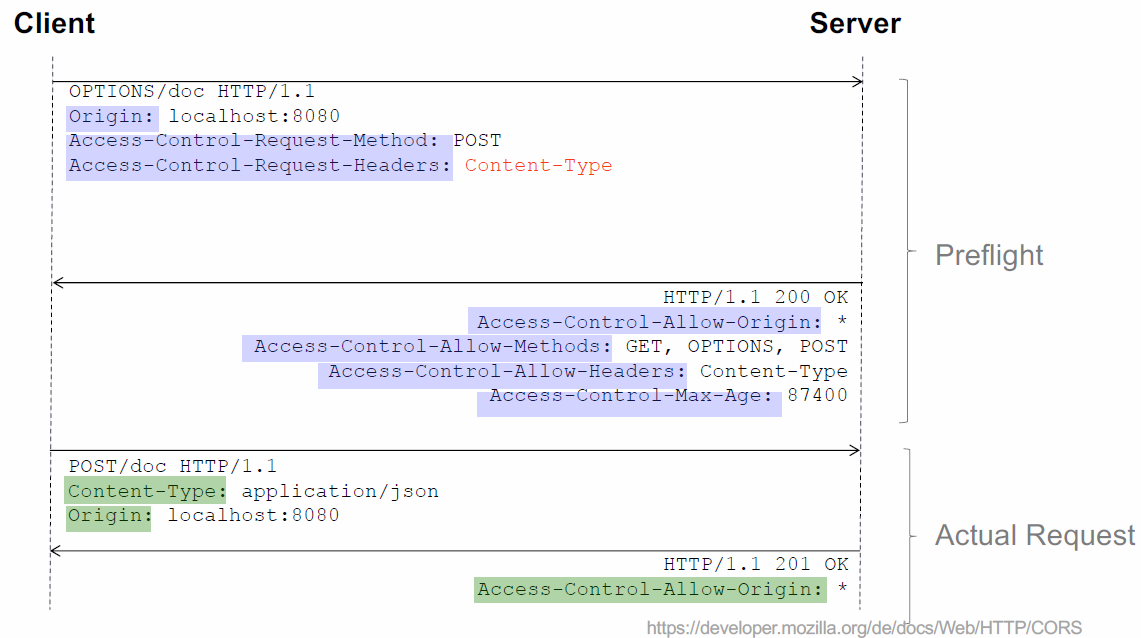 Client
Server
OPTIONS/doc HTTP/1.1
Origin: localhost:8080
Access-Control-Request-Method: POST
Access-Control-Request-Headers: Content-Type
Preflight
HTTP/1.1 200 OK
Access-Control-Allow-Origin: *
Access-Control-Allow-Methods: GET, OPTIONS, POST
Access-Control-Allow-Headers: Content-Type
Access-Control-Max-Age: 87400
POST/doc HTTP/1.1
Content-Type: application/json
Origin: localhost:8080
Actual Request
HTTP/1.1 201 OK
Access-Control-Allow-Origin: *
https://developer.mozilla.org/de/docs/Web/HTTP/CORS